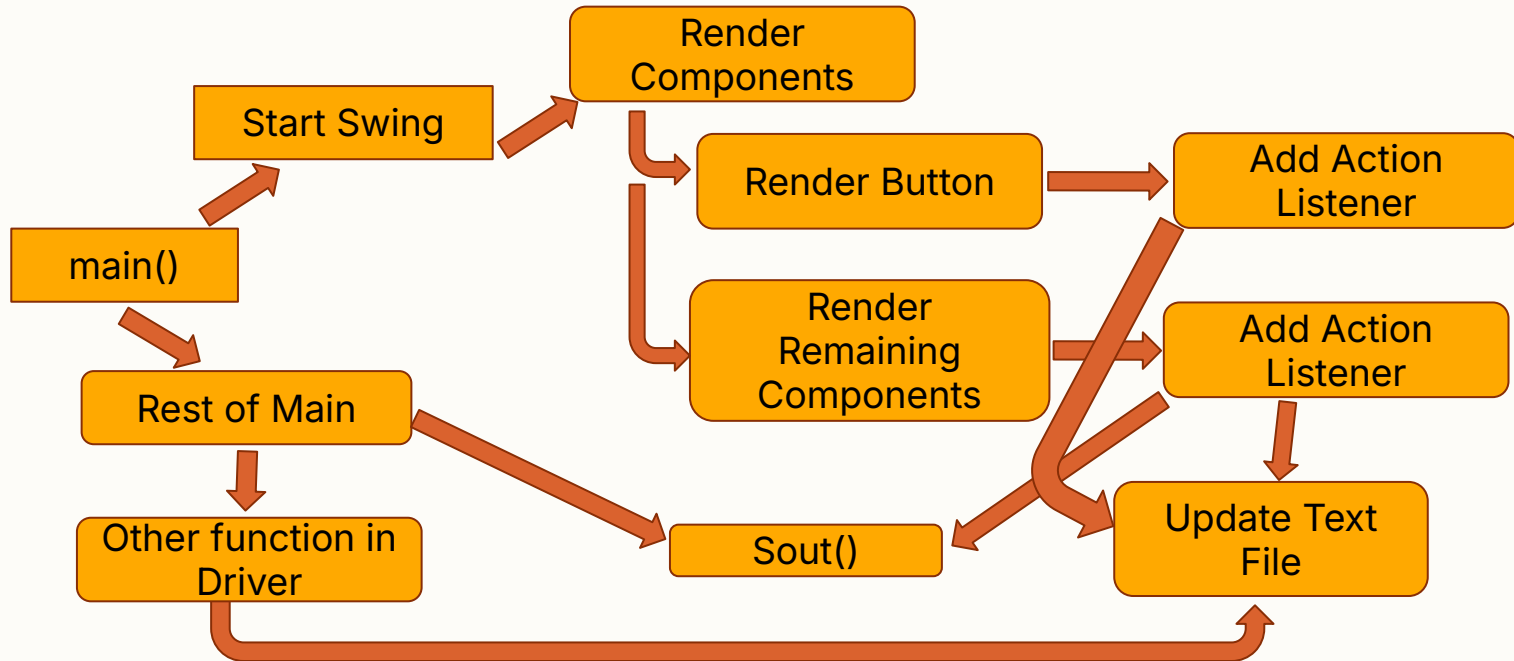 Render
Components
Start Swing
Render Button
Add Action
Listener
main()
Render
Remaining
Components
Add Action
Listener
Rest of Main
Other function in
Driver
Sout()
Update Text
File